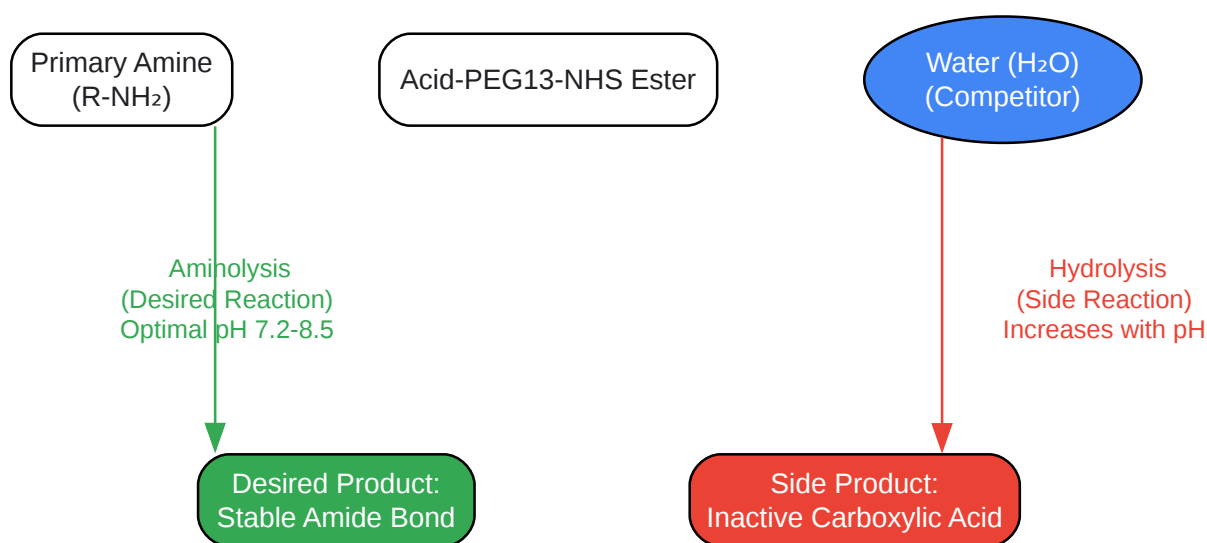 Primary Amine
(R-NH₂)
Acid-PEG13-NHS Ester
Water (H₂O)
(Competitor)
Aminolysis
(Desired Reaction)
Optimal pH 7.2-8.5
Hydrolysis
(Side Reaction)
Increases with pH
Desired Product:
Stable Amide Bond
Side Product:
Inactive Carboxylic Acid